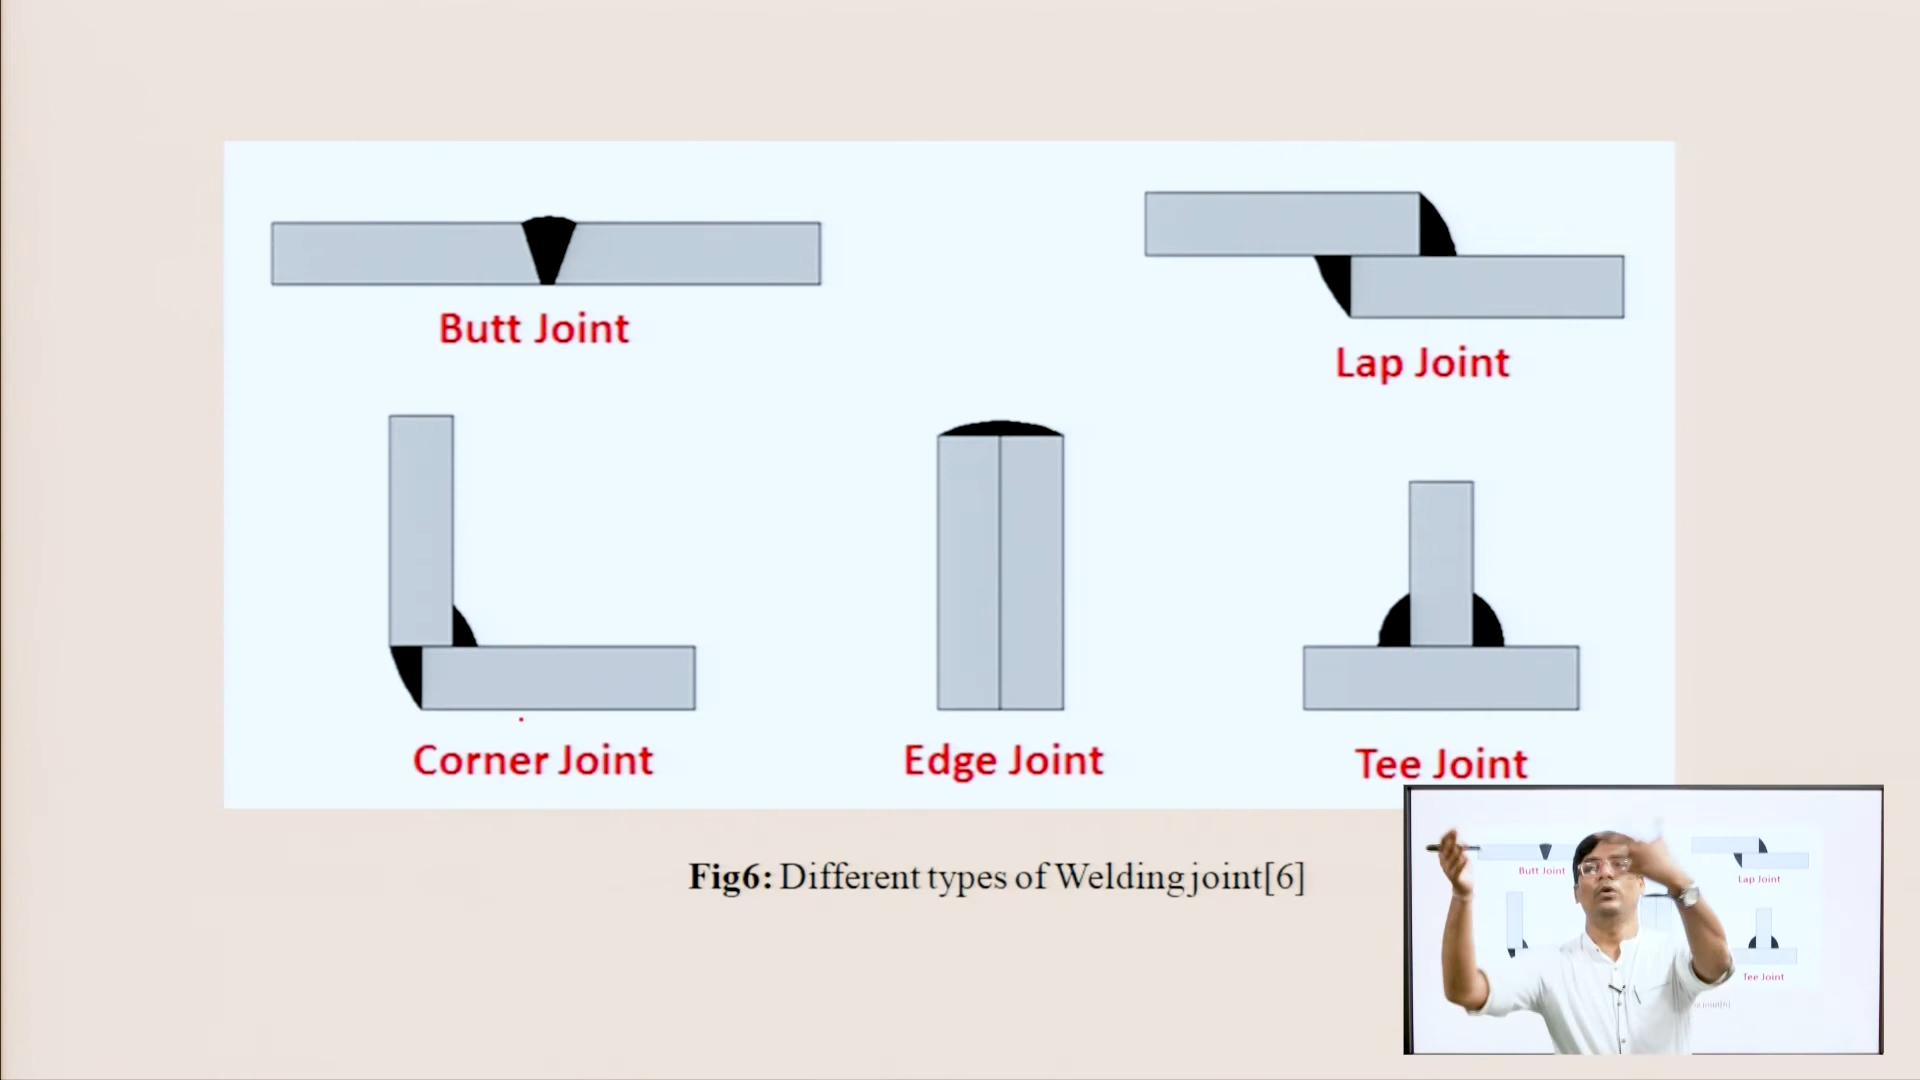 Butt Joint
Lap Joint
Corner Joint
Edge Joint
Tee Joint
Fig6: Different types of Welding joint[6]
Butt Joint
Lap Joint
Tee Joint